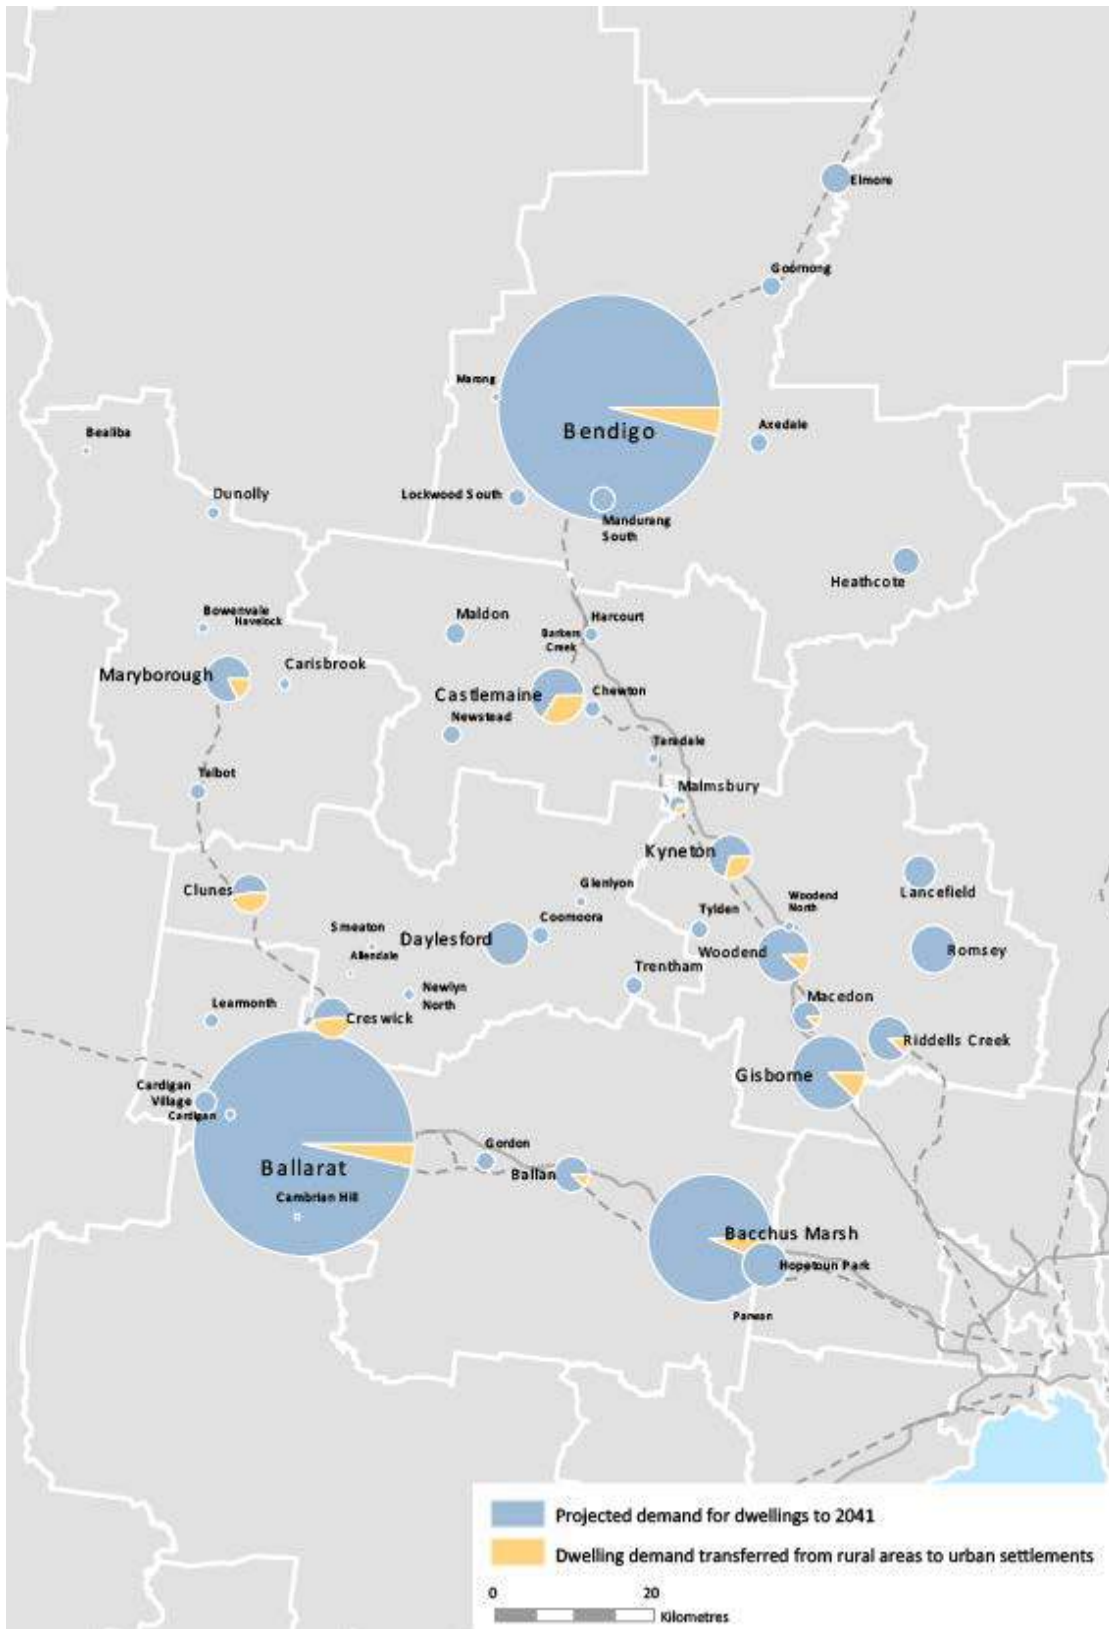 Elmore
Goornong
Marong
Bendigo
Axedale
Bealiba
Dunolly
Lockwood South
Mandurang
South
Heathcote
Bowenvale
Havelock
Maldon
Harcourt
Barkers
Creek
Maryborough
Carisbrook
Castlemaine
Chewton
Newstead
Taradale
Talbot
Malmsbury
Kyneton
Clunes
Glenlyon
Lancefield
Woodend
North
Smeaton
Coomoora
Tylden
Daylesford
Allendale
Woodend
Romsey
Trentham
Newlyn
North
Macedon
Learmonth
Creswick
Riddells Creek
Gisborne
Cardigan
Village
Cardigan
Gordon
Ballarat
Ballan
Cambrian Hill
Bacchus Marsh
Hopetoun Park
Parwan
Projected demand for dwellings to 2041
Dwelling demand transferred from rural areas to urban settlements
0 20
Kilometres